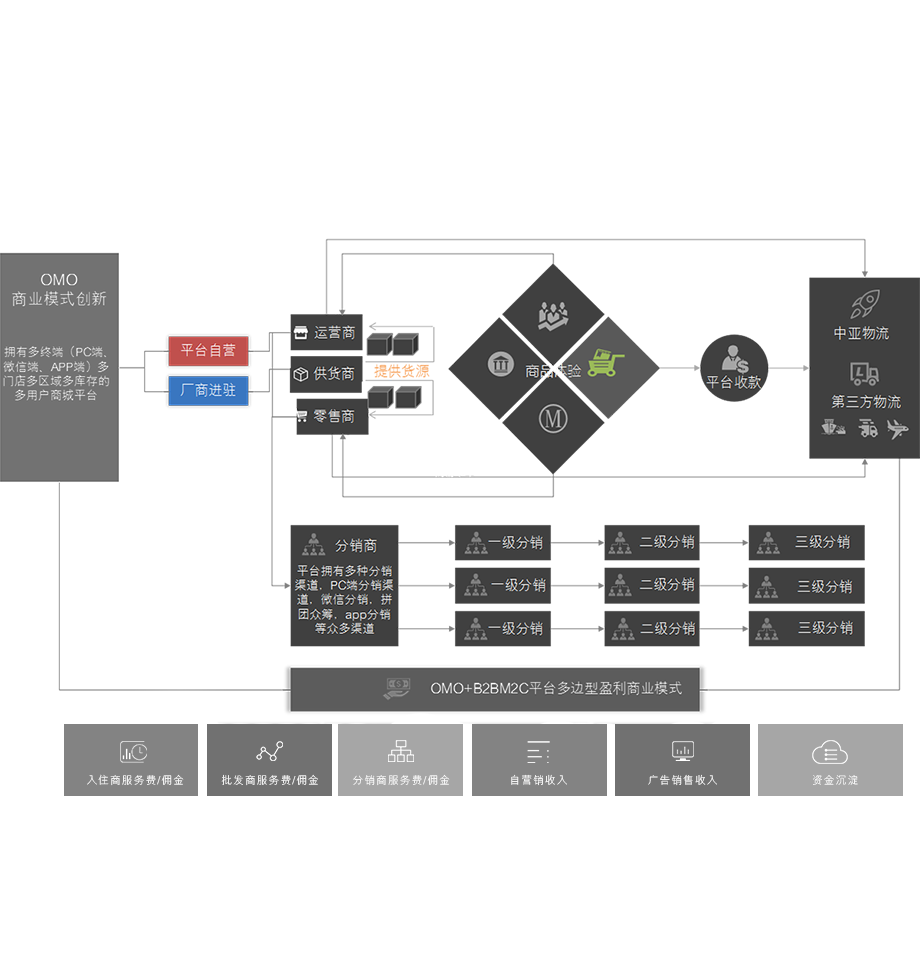 OMO
商业模式创新
拥有多终端（PC端、
微信端、APP端）多
门店多区域多库存的
多用户商城平台
平台自营
厂商进驻
运营商
供货商
零售商
提供货源
商品体验
M
平台收款
中亚物流
第三方物流
分销商
平台拥有多种分销
渠道，PC端分销渠
道，微信分销，拼
团众筹，app分销
等众多渠道
一级分销
二级分销
三级分销
一级分销
二级分销
三级分销
一级分销
二级分销
三级分销
OMO+B2BM2C平台多边型盈利商业模式
入住商服务费/佣金
批发商服务费/佣金
分销商服务费/佣金
自营销收入
广告销售收入
资金沉淀